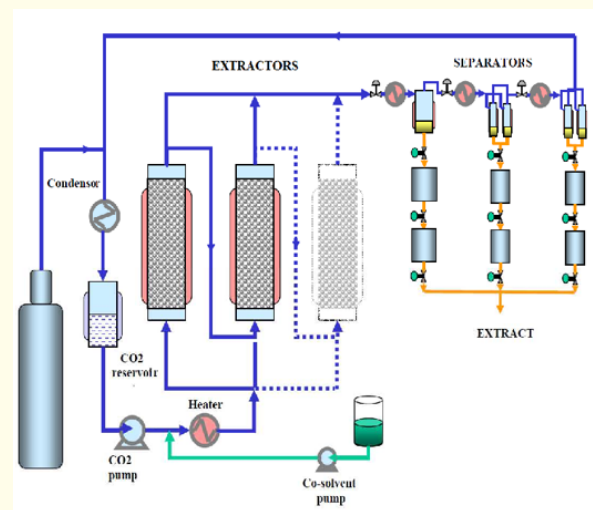 SEPARATORS
EXTRACTORS
Condensor
CO2
reservoir
EXTRACT
Heater
CO2
pump
Co-solvent
pump